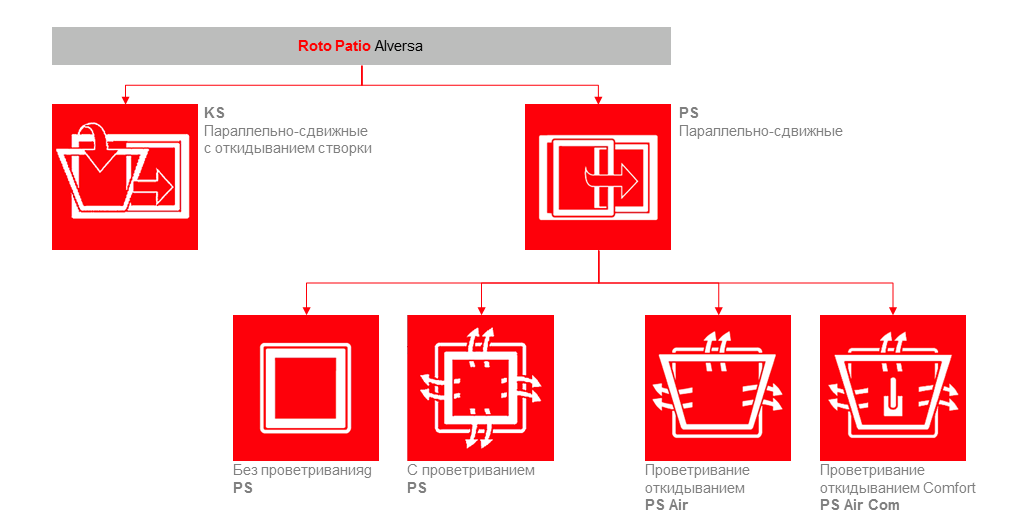 Roto Patio Alversa
KS
Параллельно-сдвижные
с откидыванием створки
PS
Параллельно-сдвижные
Без проветриванияg
PS
С проветриванием
PS
Проветривание
откидыванием
PS Air
Проветривание
откидыванием Comfort
PS Air Com